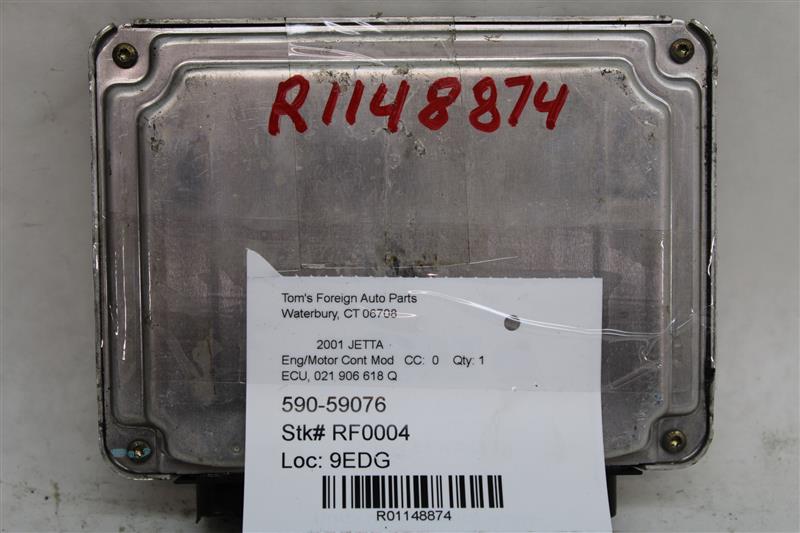 R1148874
Tom's Foreign Auto Parts
Waterbury, CT 06708
2001 JETTA
Eng/Motor Cont Mod CC: 0 Qty: 1
ECU, 021 906 618 Q
590-59076
Stk# RF0004
Loc: 9EDG
R01148874